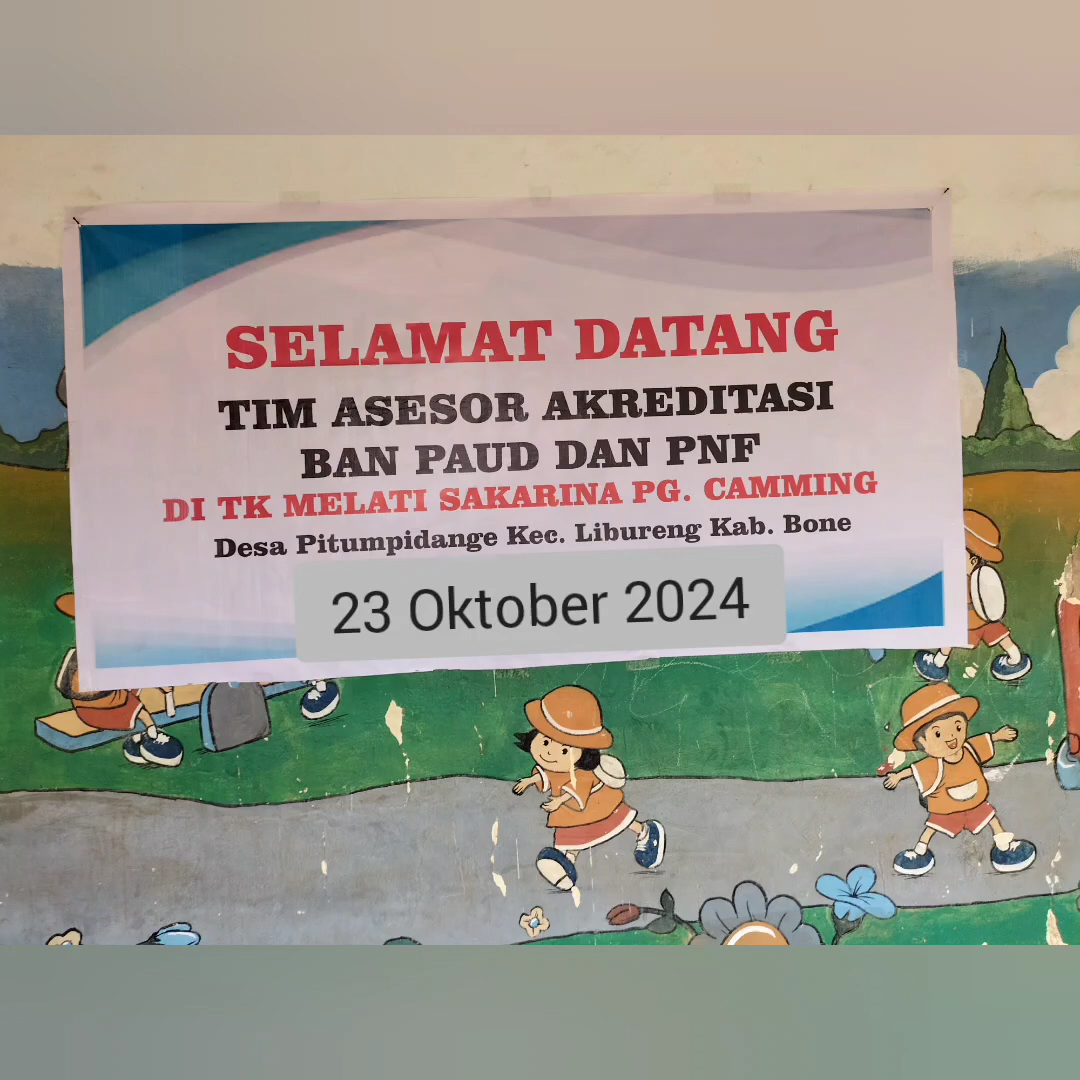 SELAMAT DATANG
TIM ASESOR AKREDITASI
BAN PAUD DAN PNF
DI TK MELATI SAKARINA PG. CAMMING
Desa Pitumpidange Kec. Libureng Kab. Bone
23 Oktober 2024